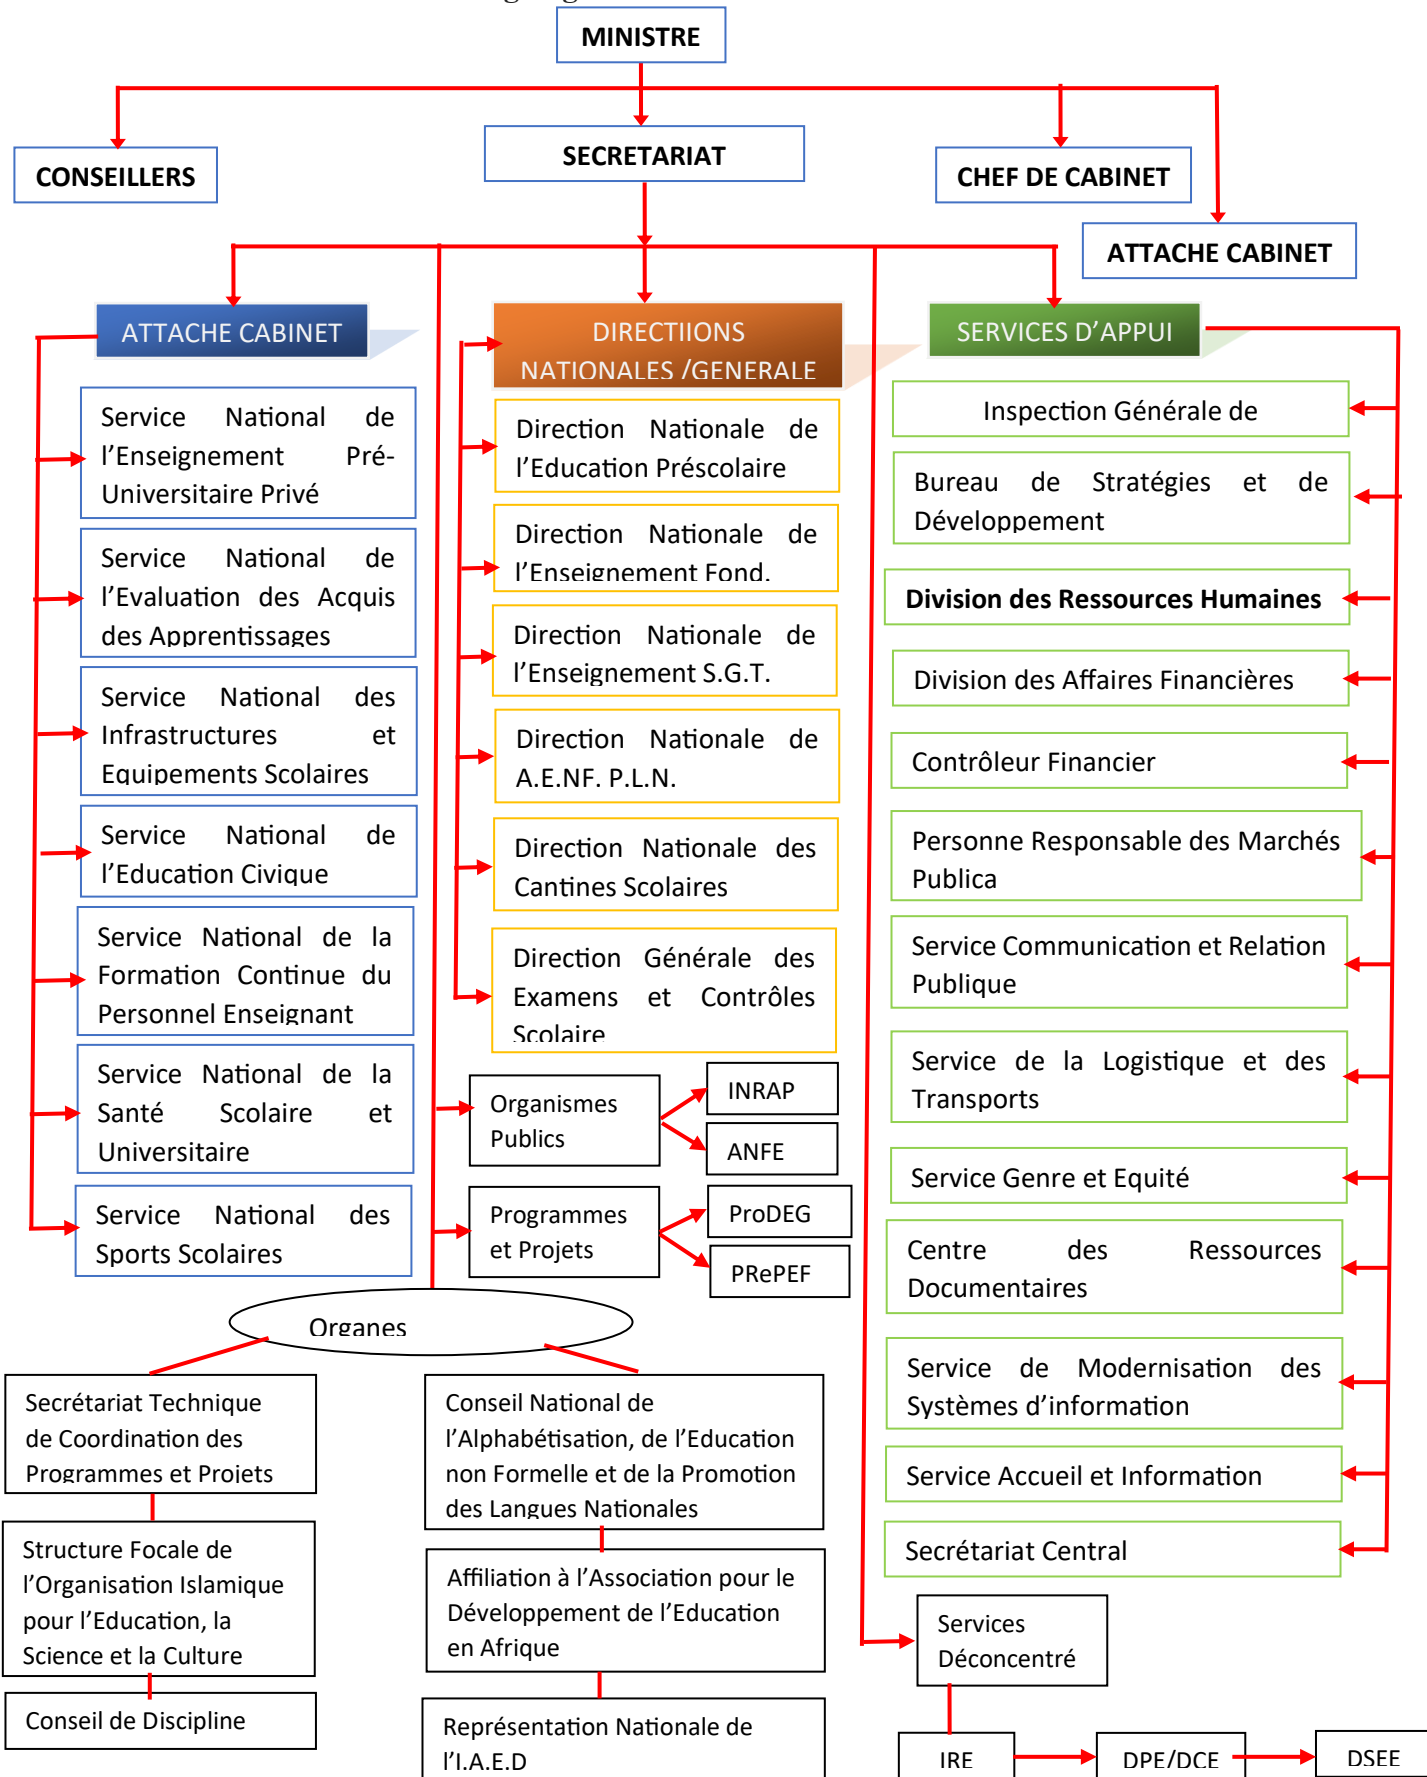 MINISTRE
CONSEILLERS
SECRETARIAT
CHEF DE CABINET
ATTACHE CABINET
ATTACHE CABINET
Service National de
l'Enseignement Pré-
Universitaire Privé
Service National de
l'Evaluation des Acquis
des Apprentissages
Service National des
Infrastructures et
Equipements Scolaires
Service National de
l'Education Civique
Service National de la
Formation Continue du
Personnel Enseignant
Service National de la
Santé Scolaire et
Universitaire
Service National des
Sports Scolaires
DIRECTIIONS
NATIONALES /GENERALE
Direction Nationale de
l'Education Préscolaire
Direction Nationale de
l'Enseignement Fond.
Direction Nationale de
l'Enseignement S.G.T.
Direction Nationale de
A.E.NF. P.L.N.
Direction Nationale des
Cantines Scolaires
Direction Générale des
Examens et Contrôles
Scolaire
Organismes
Publics
INRAP
ANFE
Programmes
et Projets
ProDEG
PRePEF
SERVICES D'APPUI
Inspection Générale de
Bureau de Stratégies et de
Développement
Division des Ressources Humaines
Division des Affaires Financières
Contrôleur Financier
Personne Responsable des Marchés
Publica
Service Communication et Relation
Publique
Service de la Logistique et des
Transports
Service Genre et Equité
Centre des Ressources
Documentaires
Service de Modernisation des
Systèmes d'information
Service Accueil et Information
Secrétariat Central
Organes
Secrétariat Technique
de Coordination des
Programmes et Projets
Structure Focale de
l'Organisation Islamique
pour l'Education, la
Science et la Culture
Conseil de Discipline
Conseil National de
l'Alphabétisation, de l'Education
non Formelle et de la Promotion
des Langues Nationales
Affiliation à l'Association pour le
Développement de l'Education
en Afrique
Représentation Nationale de
l'I.A.E.D
Services
Déconcentré
IRE
DPE/DCE
DSEE